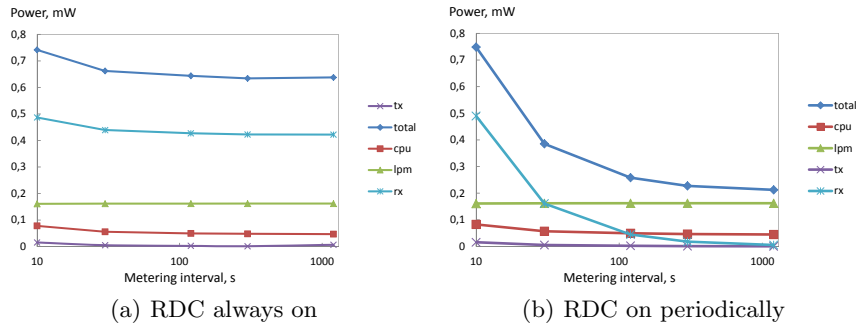 Power, mW
0,8
0,7
0,6
0,5
0,4
0,3
0,2
0,1
0
10
100
1000
Metering interval, s
tx
total
cpu
lpm
rx
(a) RDC always on
Power, mW
0,8
0,7
0,6
0,5
0,4
0,3
0,2
0,1
0
10
100
1000
Metering interval, s
total
cpu
lpm
tx
rx
(b) RDC on periodically